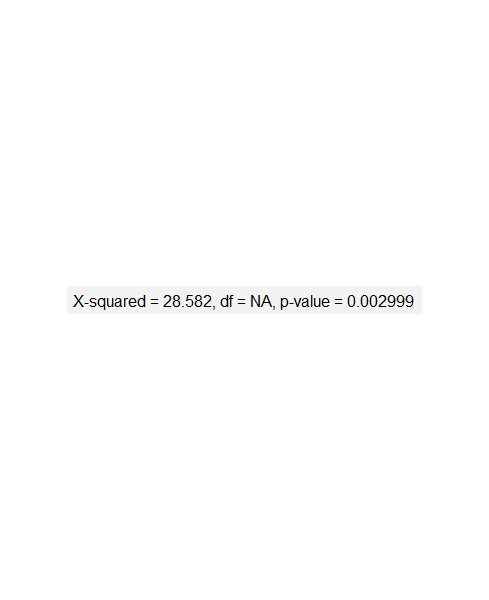 X-squared = 28.582, df = NA, p-value = 0.002999